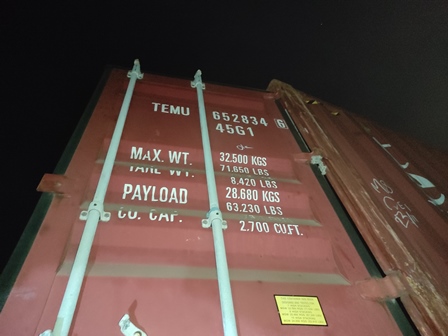 TEMU 652834 6
45G1
MAX. WT. 32.500 KGS
71.650 LBS
TARE WT.
8.420 LBS
PAYLOAD 28.680 KGS
63.230 LBS
CU. CAP.
2.700 CU.FT.